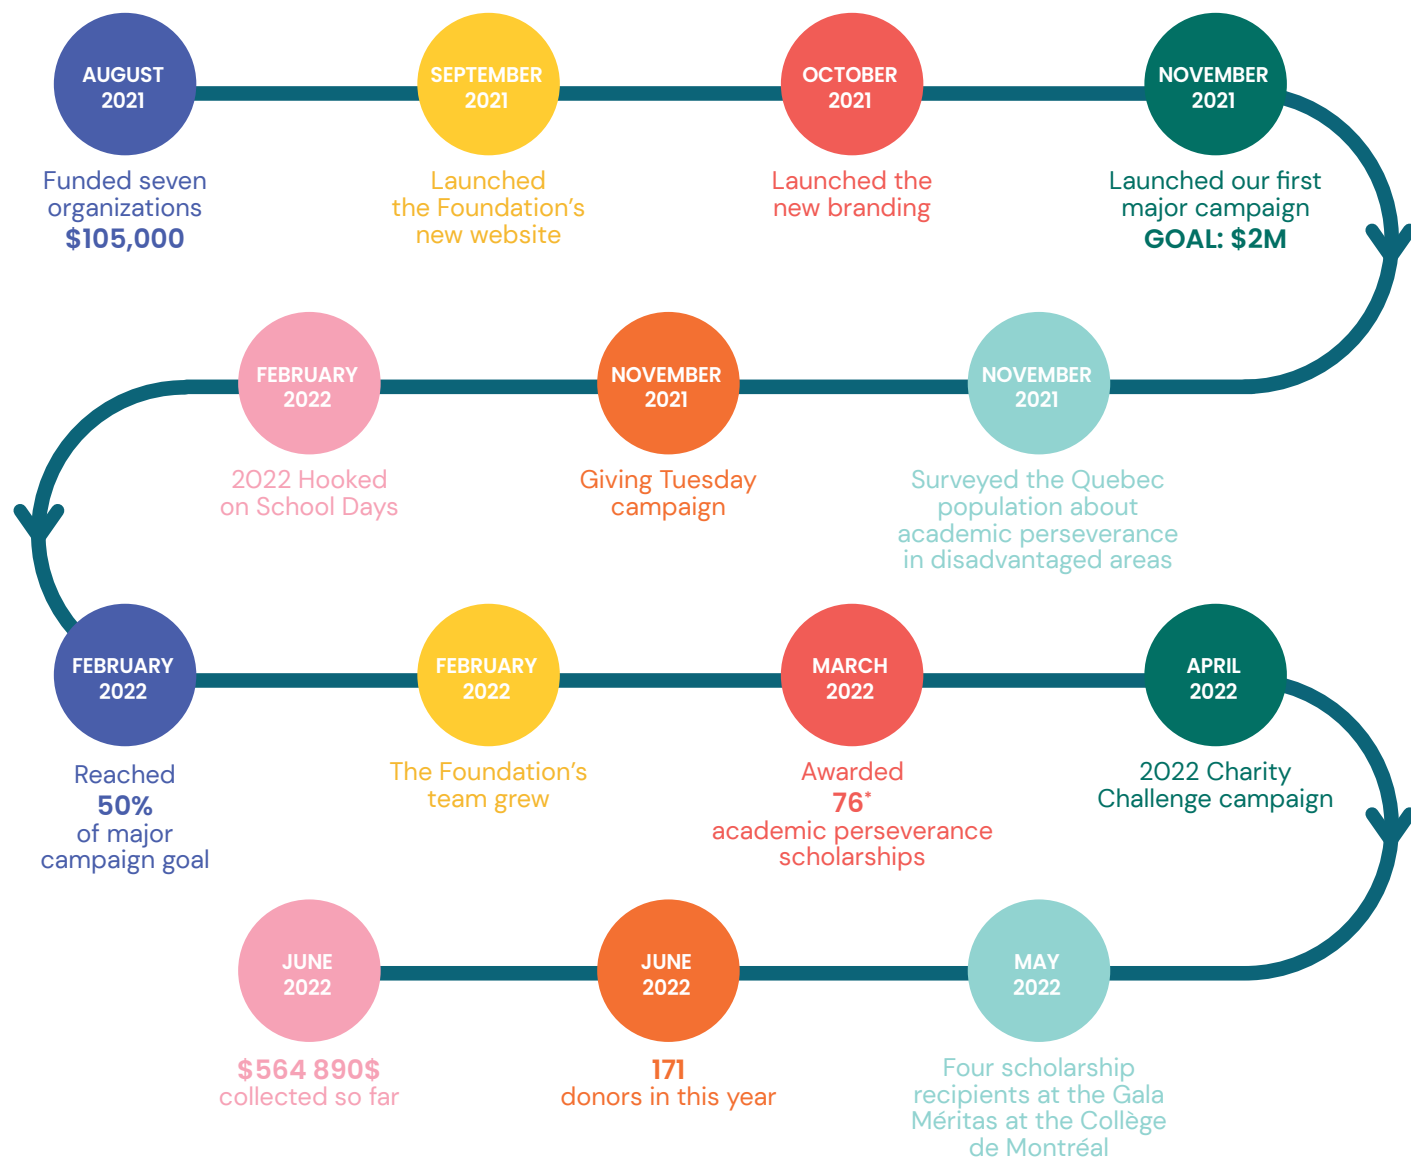 AUGUST
2021
Funded seven
organizations
$105,000
SEPTEMBER
2021
Launched
the Foundation's
new website
OCTOBER
2021
Launched the
new branding
NOVEMBER
2021
Launched our first
major campaign
GOAL: $2M
NOVEMBER
2021
Surveyed the Quebec
population about
academic perseverance
in disadvantaged areas
NOVEMBER
2021
Giving Tuesday
campaign
FEBRUARY
2022
2022 Hooked
on School Days
FEBRUARY
2022
Reached
50%
of major
campaign goal
FEBRUARY
2022
The Foundation's
team grew
MARCH
2022
Awarded
76*
academic perseverance
scholarships
APRIL
2022
2022 Charity
Challenge campaign
MAY
2022
Four scholarship
recipients at the Gala
Méritas at the Collège
de Montréal
JUNE
2022
171
donors in this year
JUNE
2022
$564 890$
collected so far